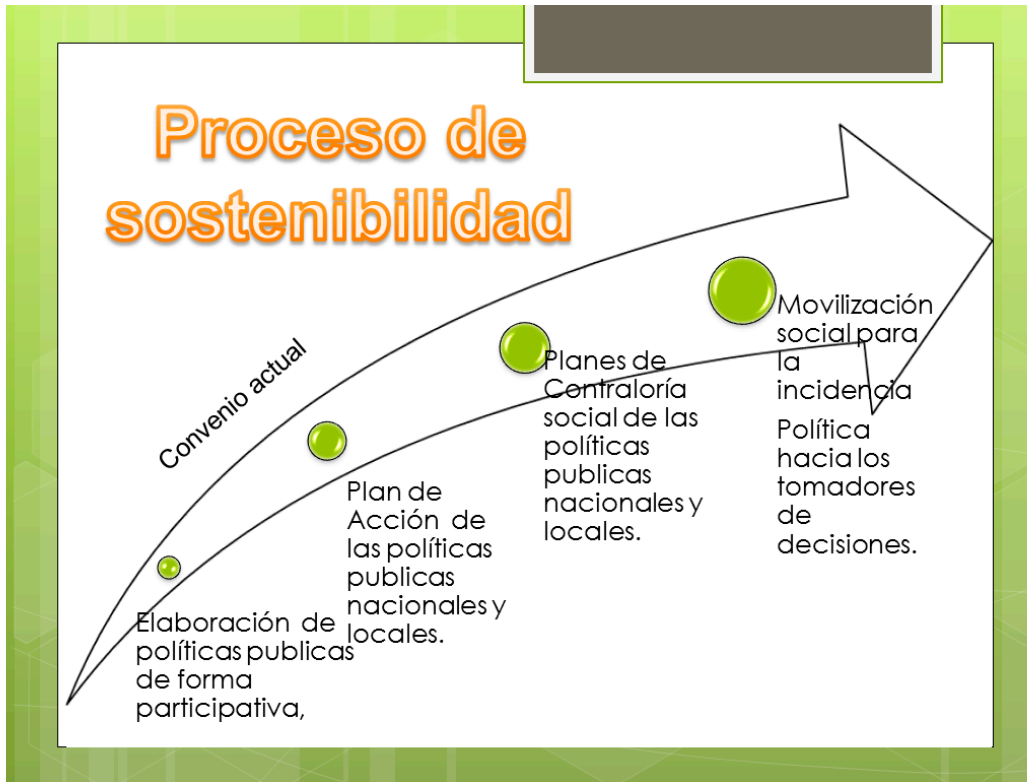 Proceso de
sostenibilidad
Convenio actual
Elaboración de
políticas publicas
de forma
participativa,
Plan de
Acción de
las políticas
publicas
nacionales y
locales.
Planes de
Contraloría
social de las
políticas
publicas
nacionales y
locales.
Movilización
social para
la
incidencia
Política
hacia los
tomadores
de
decisiones.